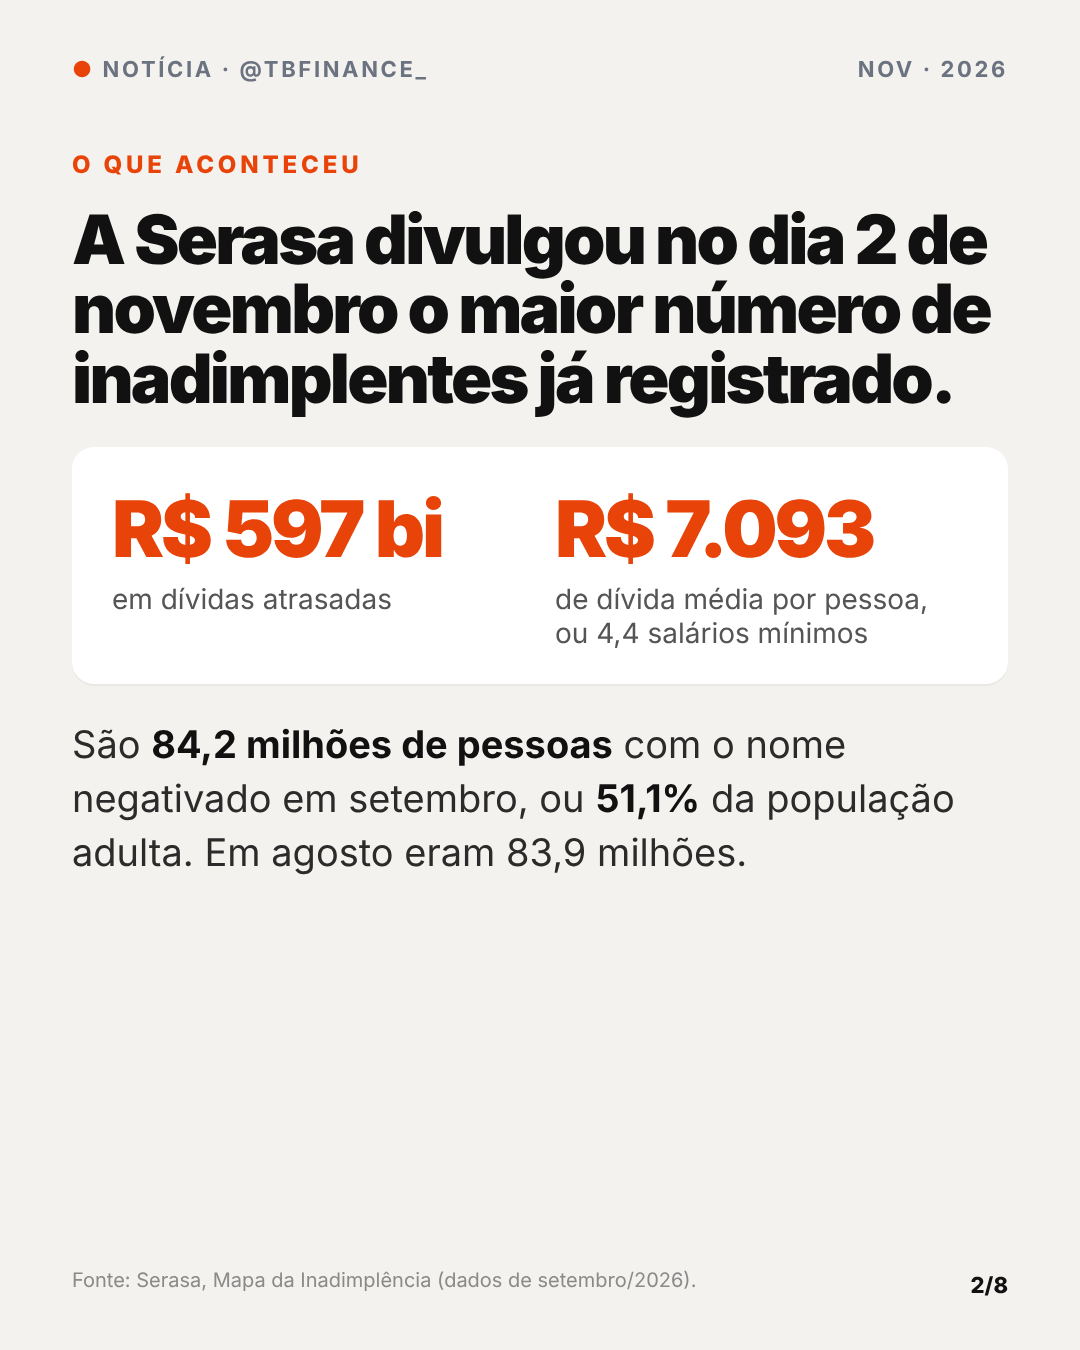 NOTÍCIA · @TBFINANCE_
NOV · 2026
O QUE ACONTECEU
A Serasa divulgou no dia 2 de
novembro o maior número de
inadimplentes já registrado.
R$ 597 bi
em dívidas atrasadas
R$ 7.093
de dívida média por pessoa,
ou 4,4 salários mínimos
São 84,2 milhões de pessoas com o nome
negativado em setembro, ou 51,1% da população
adulta. Em agosto eram 83,9 milhões.
Fonte: Serasa, Mapa da Inadimplência (dados de setembro/2026).
2/8